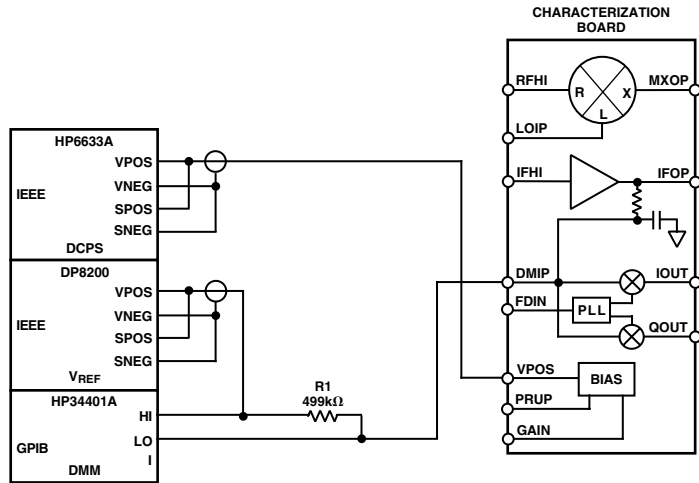 CHARACTERIZATION
BOARD
RFHI
R
X
L
MXOP
LOIP
IFHI
IFOP
DMIP
IOUT
FDIN
PLL
QOUT
VPOS
BIAS
PRUP
GAIN
HP6633A
VPOS
IEEE
VNEG
SPOS
SNEG
DCPS
DP8200
VPOS
IEEE
VNEG
SPOS
SNEG
VREF
HP34401A
HI
GPIB
LO
I
DMM
R1
499kΩ